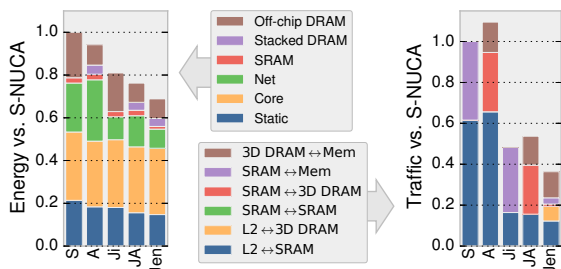 Energy vs. S-NUCA
1.0
0.8
0.6
0.4
0.2
0.0
S
A
Ji
JA
Jen
Off-chip DRAM
Stacked DRAM
SRAM
Net
Core
Static
3D DRAM↔Mem
SRAM↔Mem
SRAM↔3D DRAM
SRAM↔SRAM
L2↔3D DRAM
L2↔SRAM
Traffic vs. S-NUCA
1.0
0.8
0.6
0.4
0.2
0.0
S
A
Ji
JA
Jen